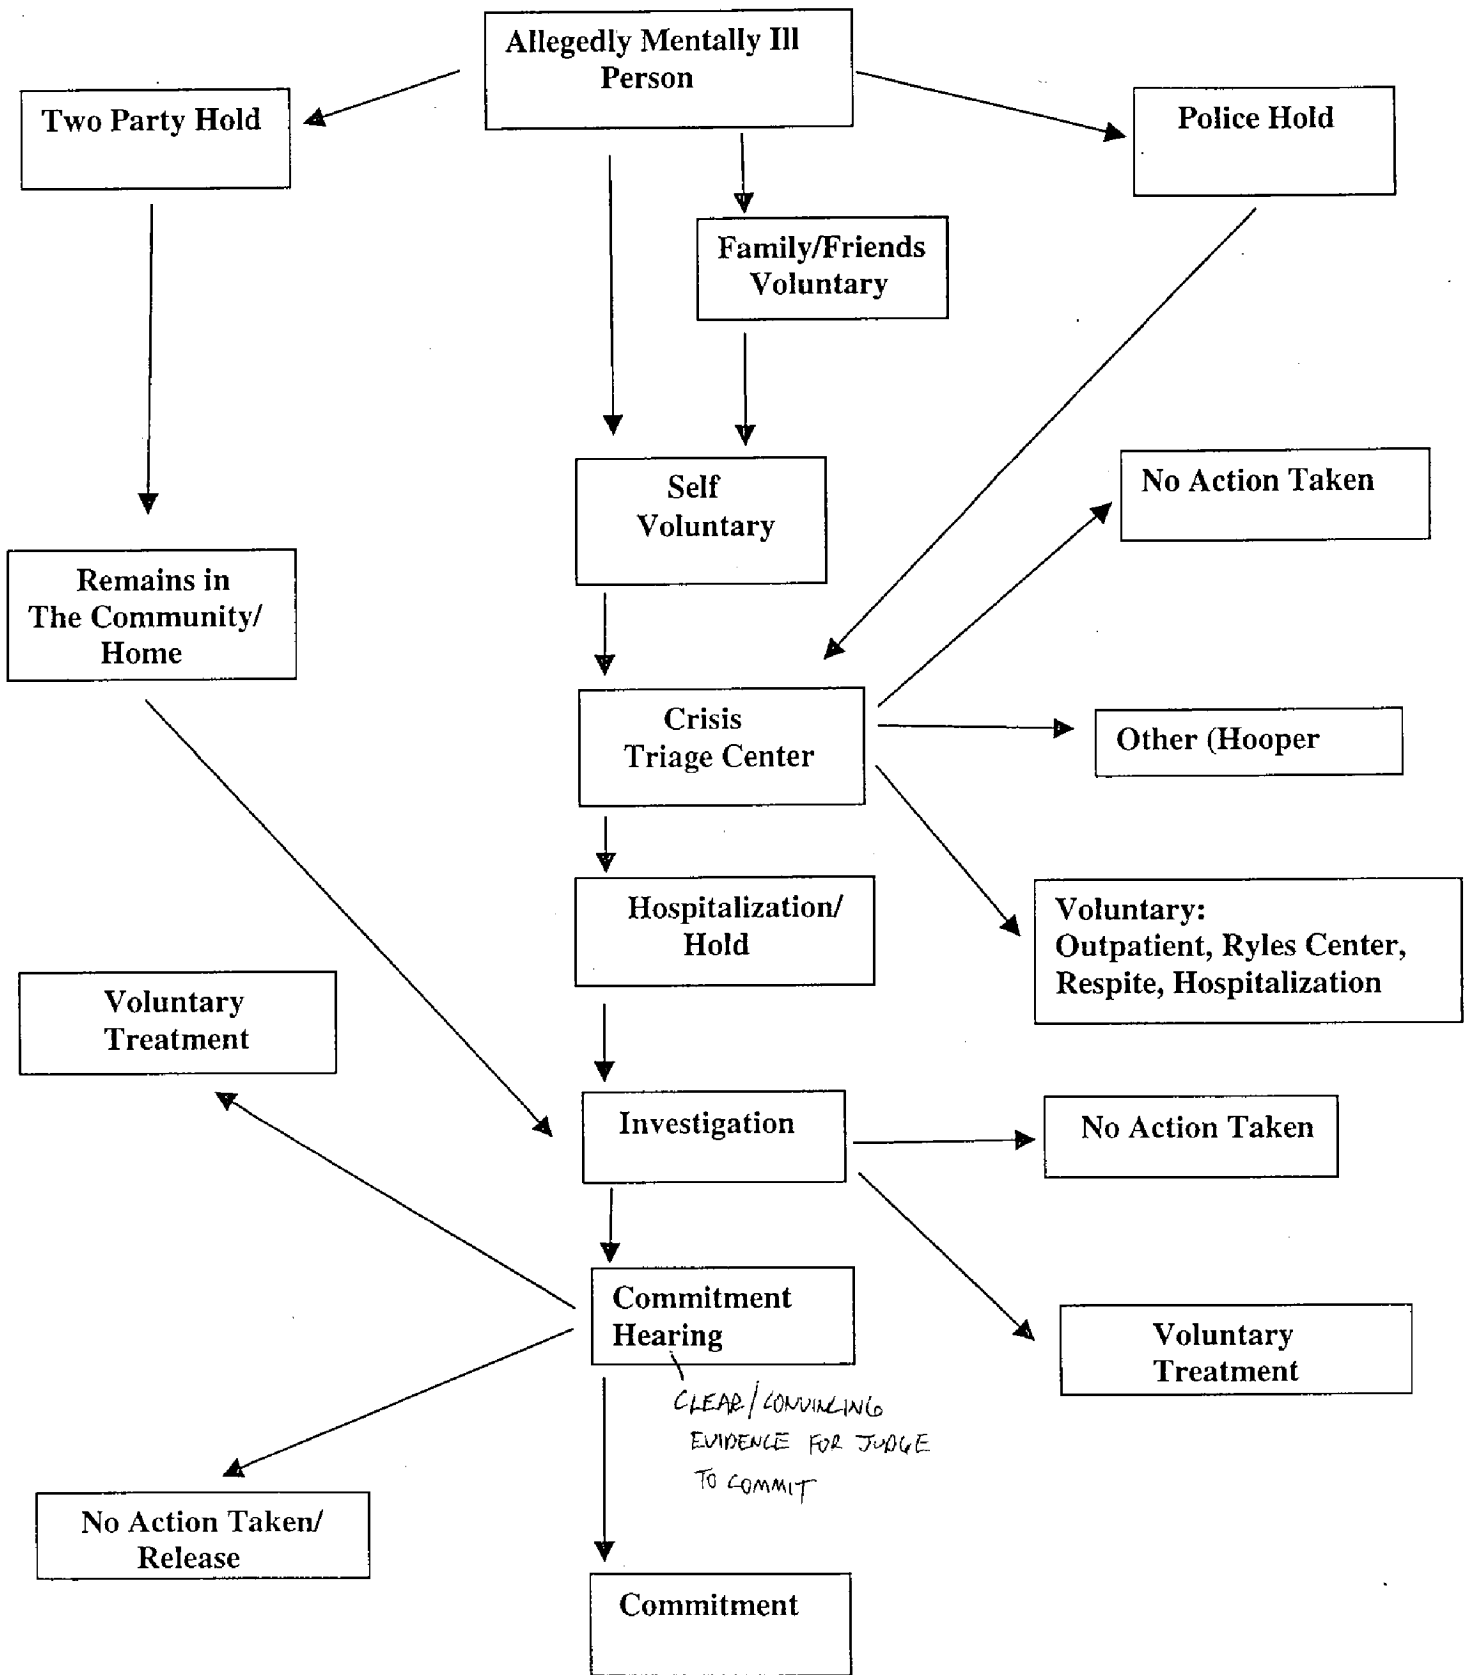 Allegedly Mentally Ill
Person
Two Party Hold
Police Hold
Family/Friends
Voluntary
Self
Voluntary
No Action Taken
Remains in
The Community/
Home
Crisis
Triage Center
Other (Hooper
Hospitalization/
Hold
Voluntary:
Outpatient, Ryles Center,
Respite, Hospitalization
Voluntary
Treatment
Investigation
No Action Taken
Commitment
Hearing
Voluntary
Treatment
CLEAR/CONVINCING
EVIDENCE FOR JUDGE
TO COMMIT
No Action Taken/
Release
Commitment